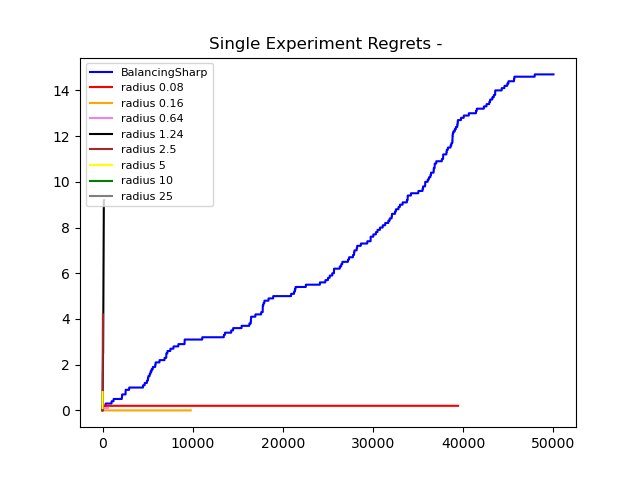 Single Experiment Regrets -
BalancingSharp
radius 0.08
radius 0.16
radius 0.64
radius 1.24
radius 2.5
radius 5
radius 10
radius 25
14
12
10
8
6
4
2
0
0 10000 20000 30000 40000 50000